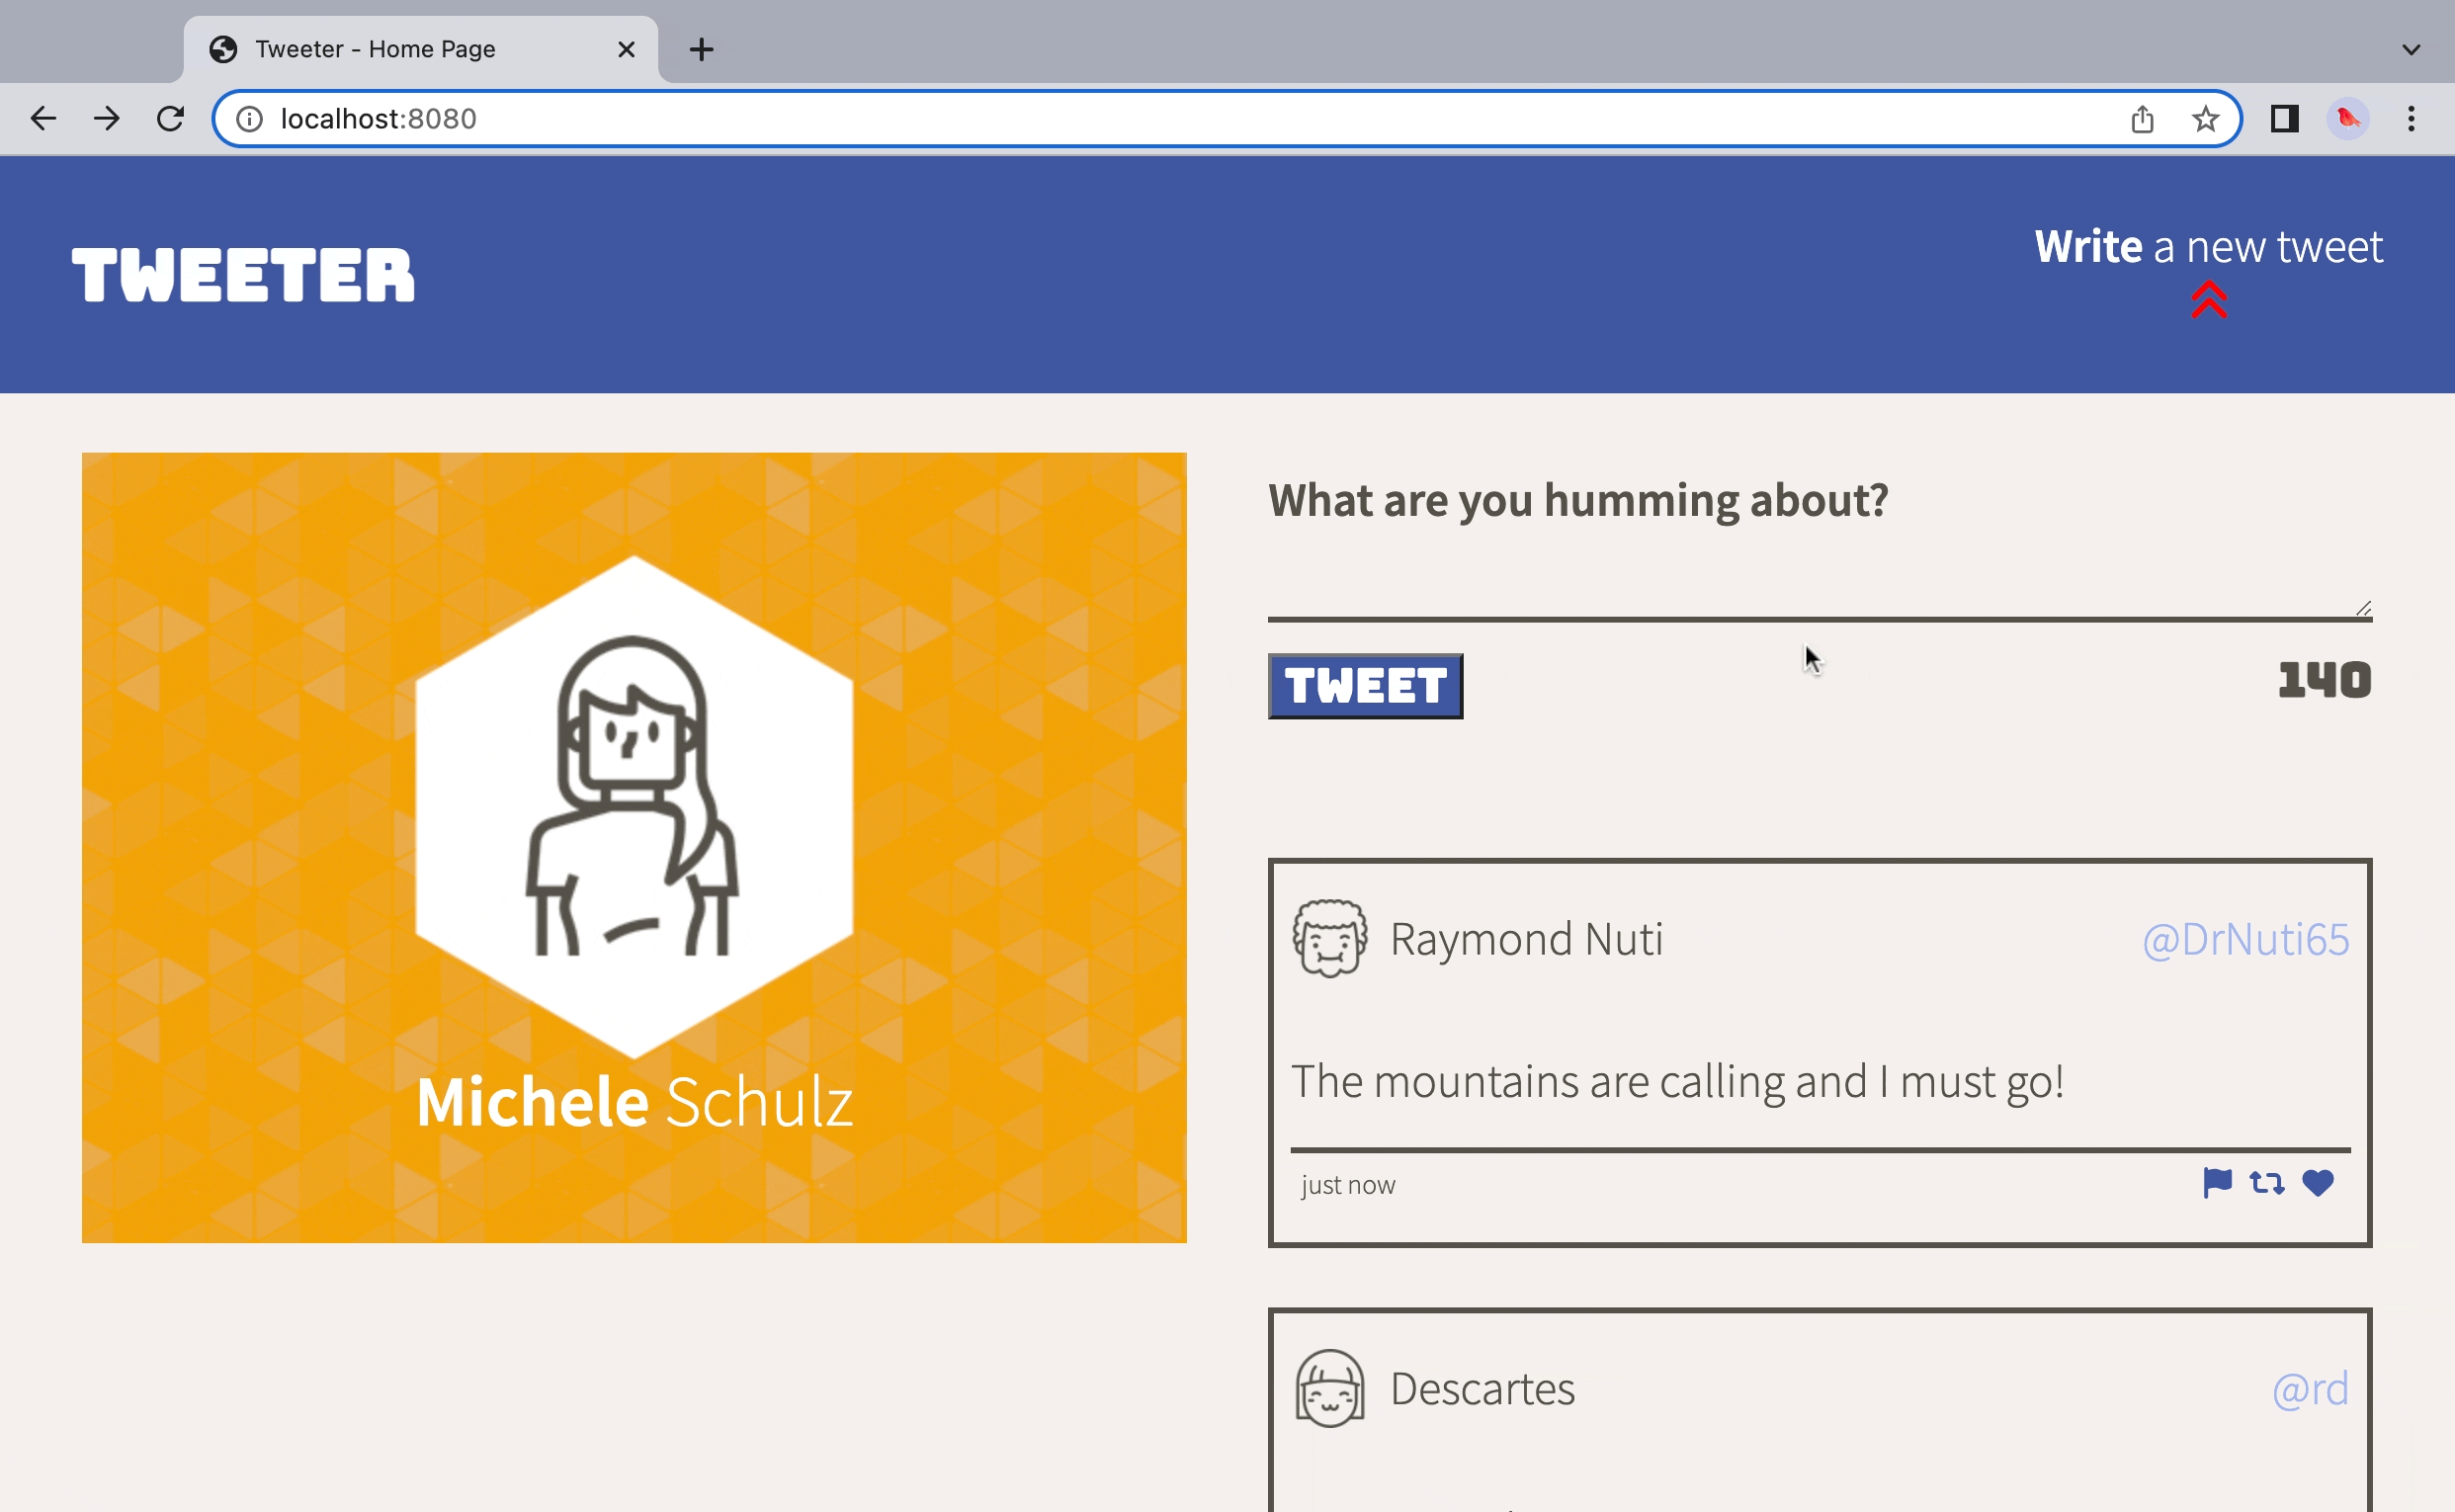 Tweeter - Home Page
localhost:8080
TWEETER
Write a new tweet
What are you humming about?
TWEET
140
Michele Schulz
Raymond Nuti
@DrNuti65
The mountains are calling and I must go!
just now
Descartes
@rd